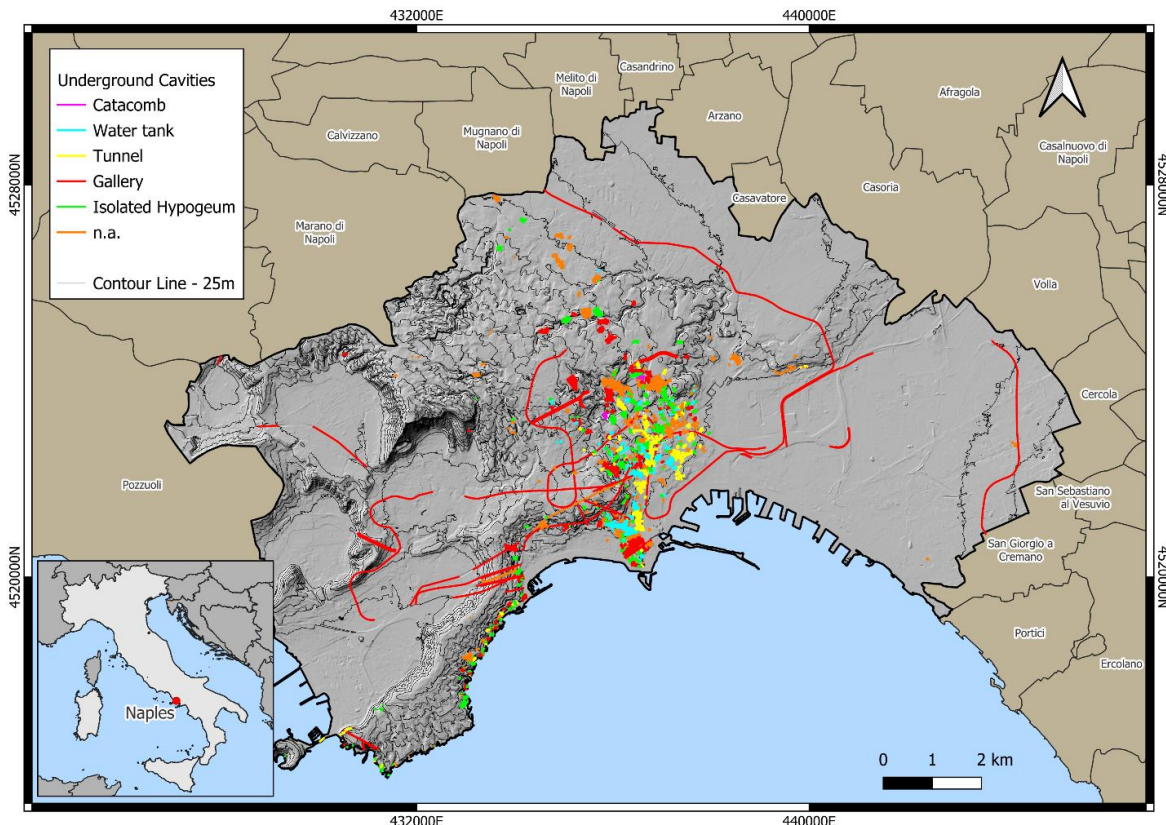 432000E
440000E
4528000N
4528000N
4520000N
4520000N
432000E
440000E
Underground Cavities
Catacomb
Water tank
Tunnel
Gallery
Isolated Hypogeum
n.a.
Contour Line - 25m
Melito di
Napoli
Casandrino
Afragola
Arzano
Calvizzano
Mugnano di
Napoli
Casalnuovo di
Napoli
Casoria
Casavatore
Marano di
Napoli
Volla
Cercola
Pozzuoli
San Sebastiano
al Vesuvio
San Giorgio a
Cremano
Portici
Ercolano
Naples
0 1 2 km